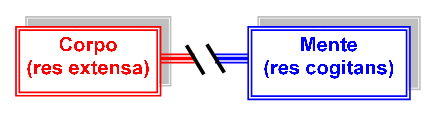 Corpo
(res extensa)
Mente
(res cogitans)